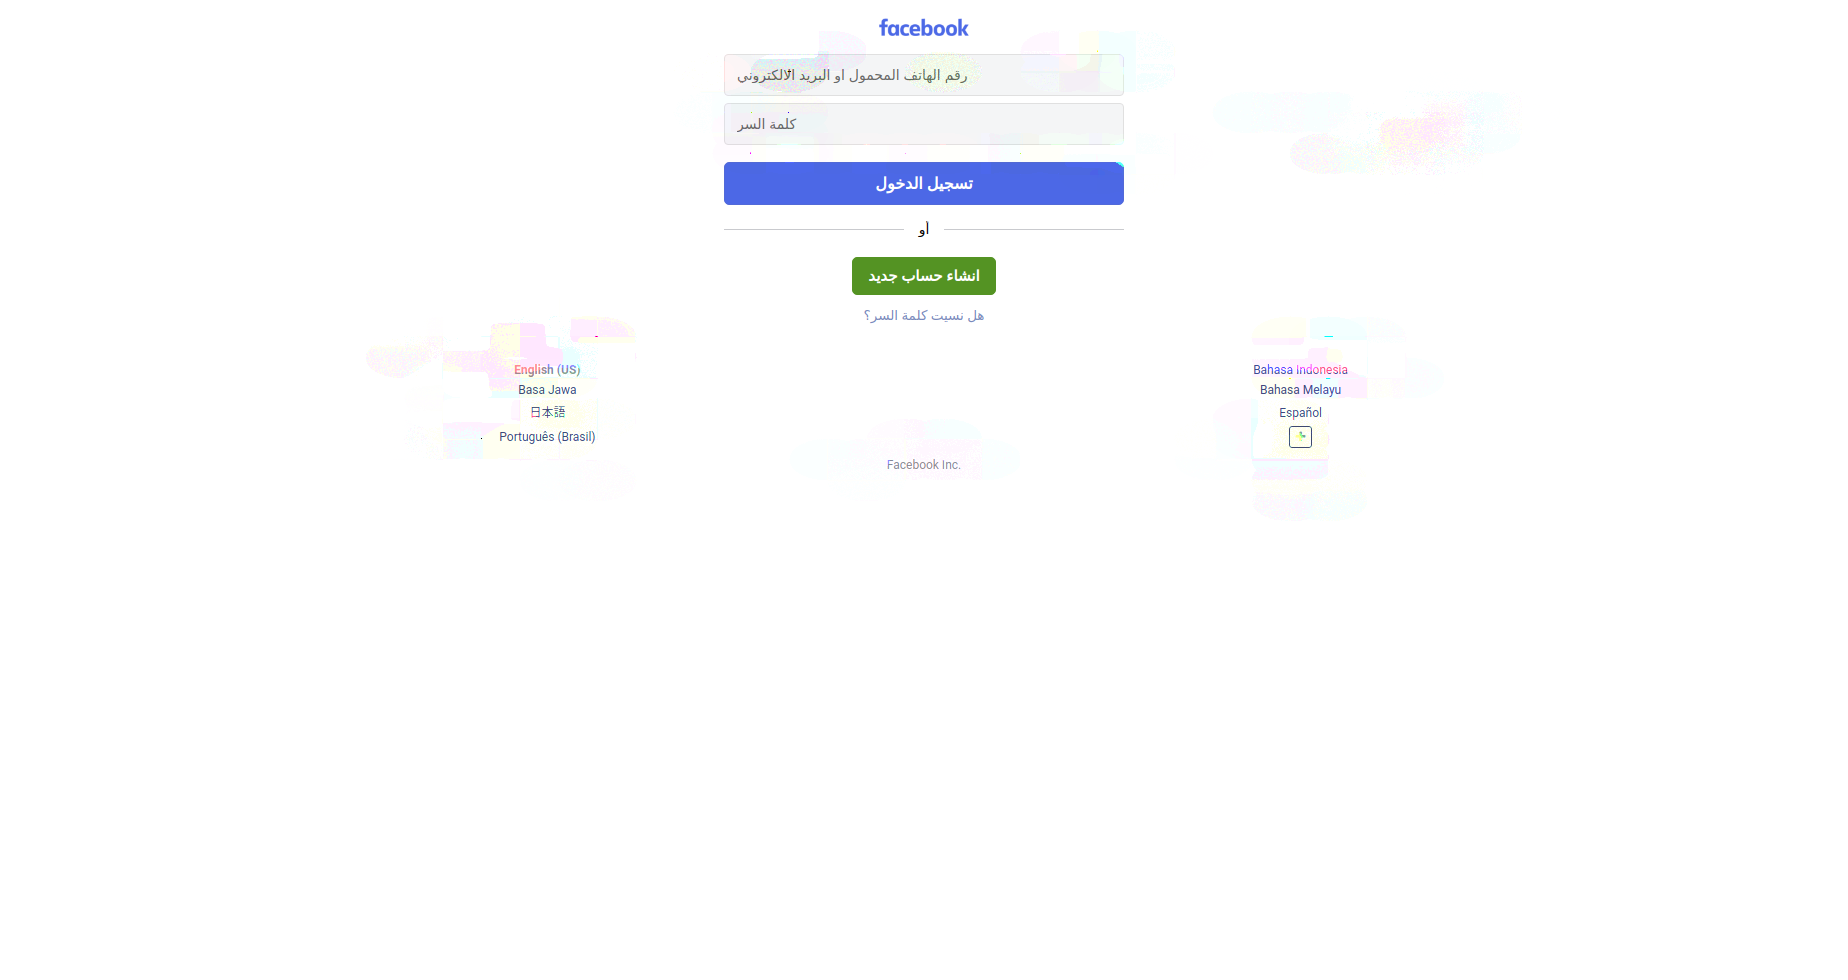 facebook
رقم الهاتف المحمول او البريد الالكتروني
كلمة السر
تسجيل الدخول
أو
انشاء حساب جديد
هل نسيت كلمة السر؟
English (US)
Bahasa Indonesia
Basa Jawa
Bahasa Melayu
日本語
Español
Português (Brasil)
Facebook Inc.